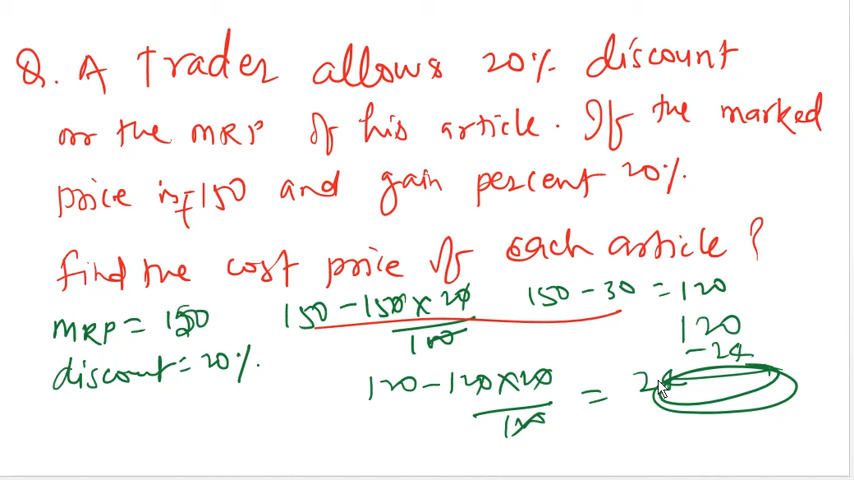 Q. A Trader allows 20% discount
on the MRP of his article. If the marked
price is ₹150 and gain percent 20%.
find the cost price of each article?
MRP = 150
150 - 150 x 20
100
150 - 30 = 120
discount = 20%.
120
- 24
120 - 120 x 20
100
= 24